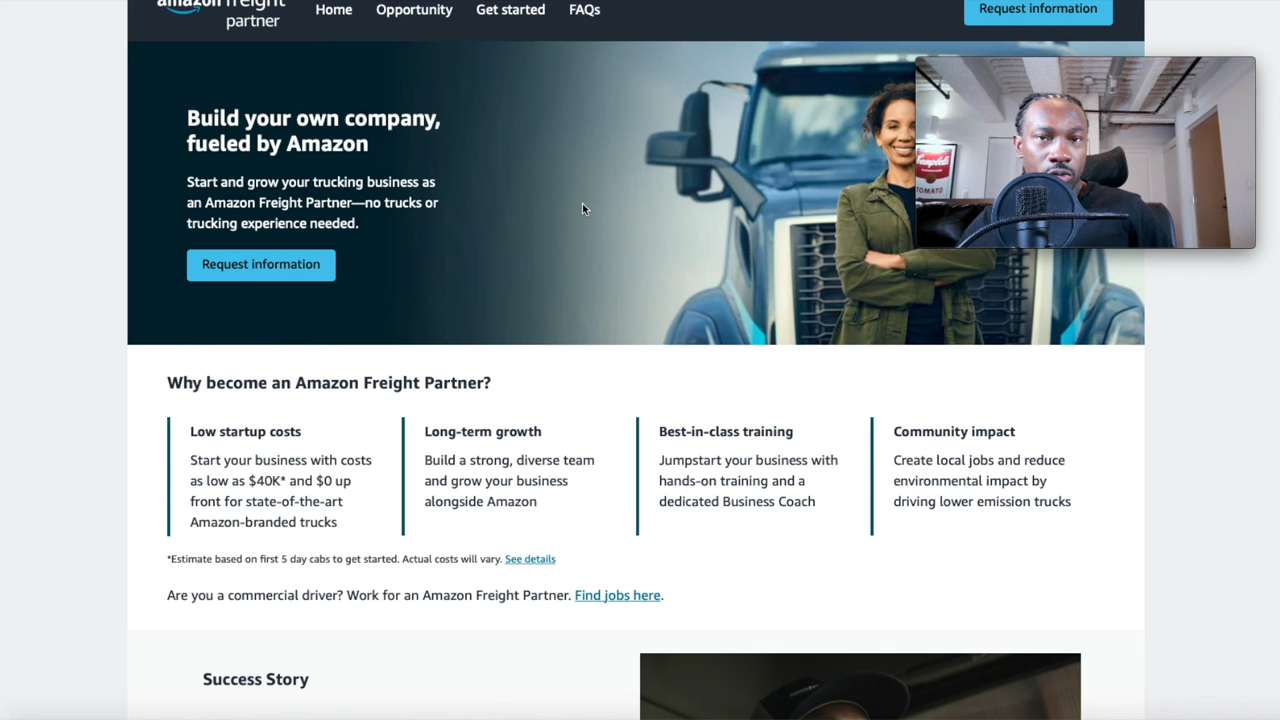 amazon freight
partner
Home
Opportunity
Get started
FAQs
Request information
Build your own company,
fueled by Amazon
Start and grow your trucking business as
an Amazon Freight Partner—no trucks or
trucking experience needed.
Request information
Campbell's
TOMATO
Why become an Amazon Freight Partner?
Low startup costs
Start your business with costs
as low as $40K* and $0 up
front for state-of-the-art
Amazon-branded trucks
Long-term growth
Build a strong, diverse team
and grow your business
alongside Amazon
Best-in-class training
Jumpstart your business with
hands-on training and a
dedicated Business Coach
Community impact
Create local jobs and reduce
environmental impact by
driving lower emission trucks
*Estimate based on first 5 day cabs to get started. Actual costs will vary. See details
Are you a commercial driver? Work for an Amazon Freight Partner. Find jobs here.
Success Story